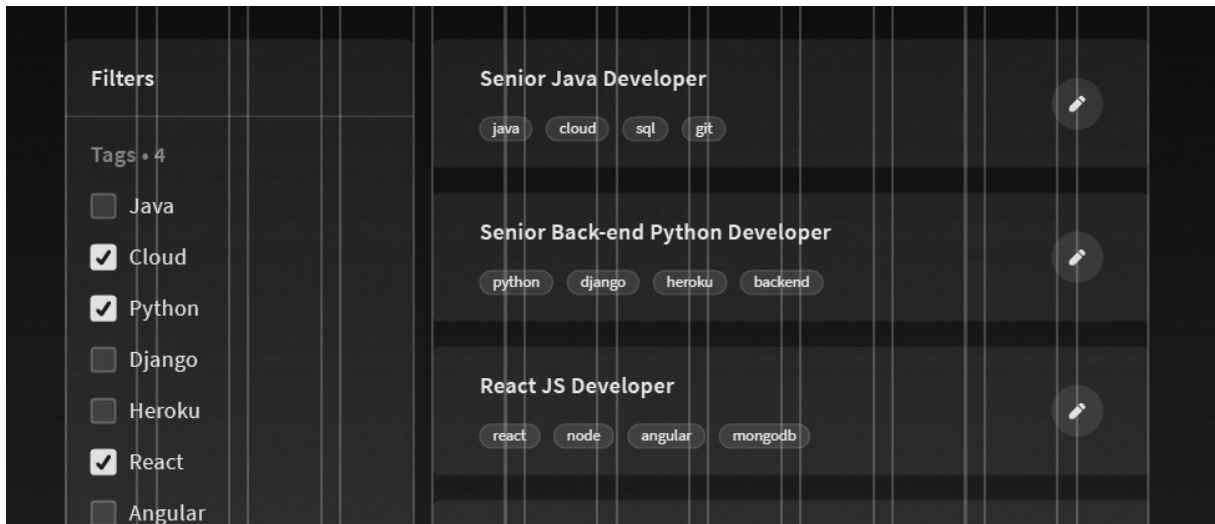 Filters
Tags • 4
Java
Cloud
Python
Django
Heroku
React
Angular
Senior Java Developer
java cloud sql git
Senior Back-end Python Developer
python django heroku backend
React JS Developer
react node angular mongodb